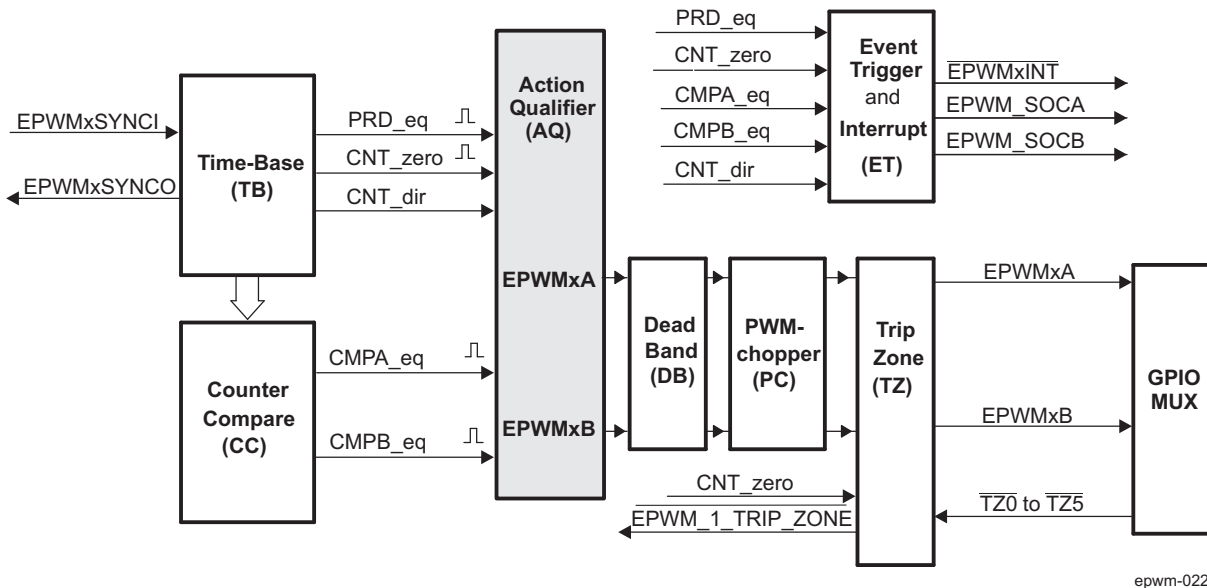 EPWMxSYNCI
EPWMxSYNCO
Time-Base
(TB)
PRD_eq
CNT_zero
CNT_dir
Counter
Compare
(CC)
CMPA_eq
CMPB_eq
Action
Qualifier
(AQ)
EPWMxA
EPWMxB
PRD_eq
CNT_zero
CMPA_eq
CMPB_eq
CNT_dir
Event
Trigger
and
Interrupt
(ET)
EPWMxINT
EPWM_SOCA
EPWM_SOCB
Dead
Band
(DB)
PWM-
chopper
(PC)
Trip
Zone
(TZ)
CNT_zero
EPWM_1_TRIP_ZONE
EPWMxA
EPWMxB
TZ0 to TZ5
GPIO
MUX
epwm-022